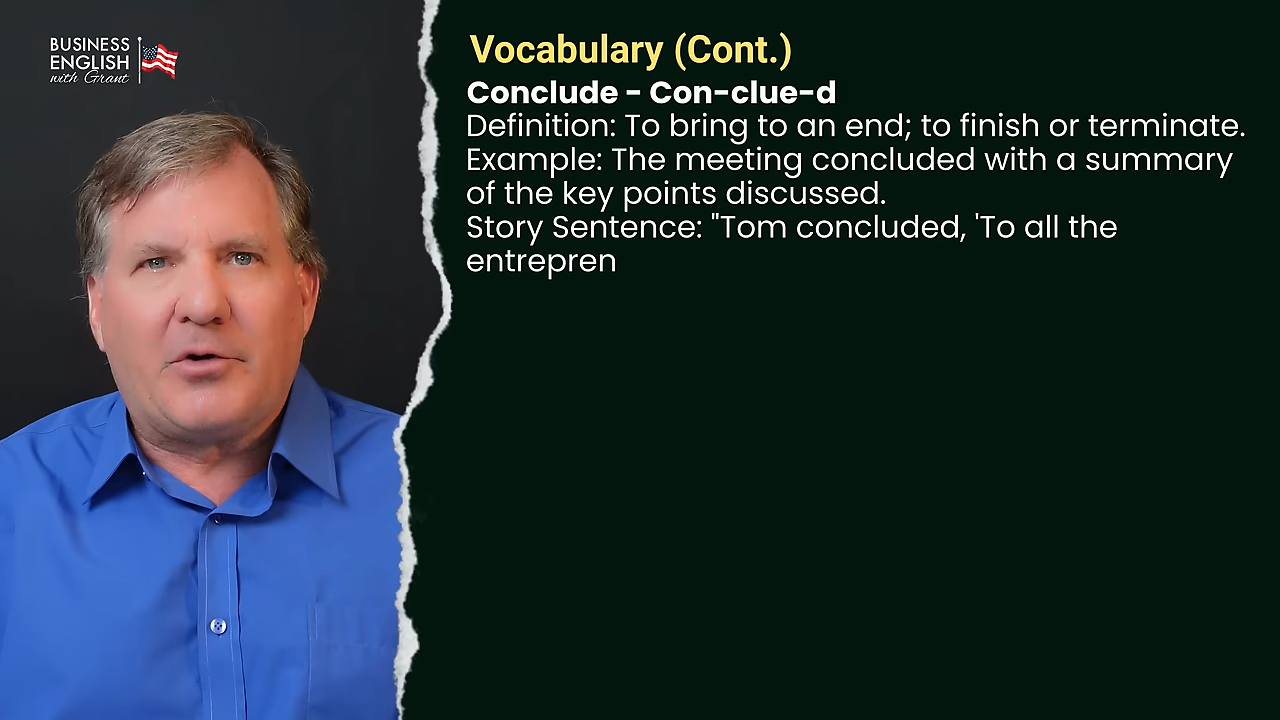 BUSINESS
ENGLISH
with Grant
Vocabulary (Cont.)
Conclude - Con-clue-d
Definition: To bring to an end; to finish or terminate.
Example: The meeting concluded with a summary
of the key points discussed.
Story Sentence: "Tom concluded, 'To all the
entrepren